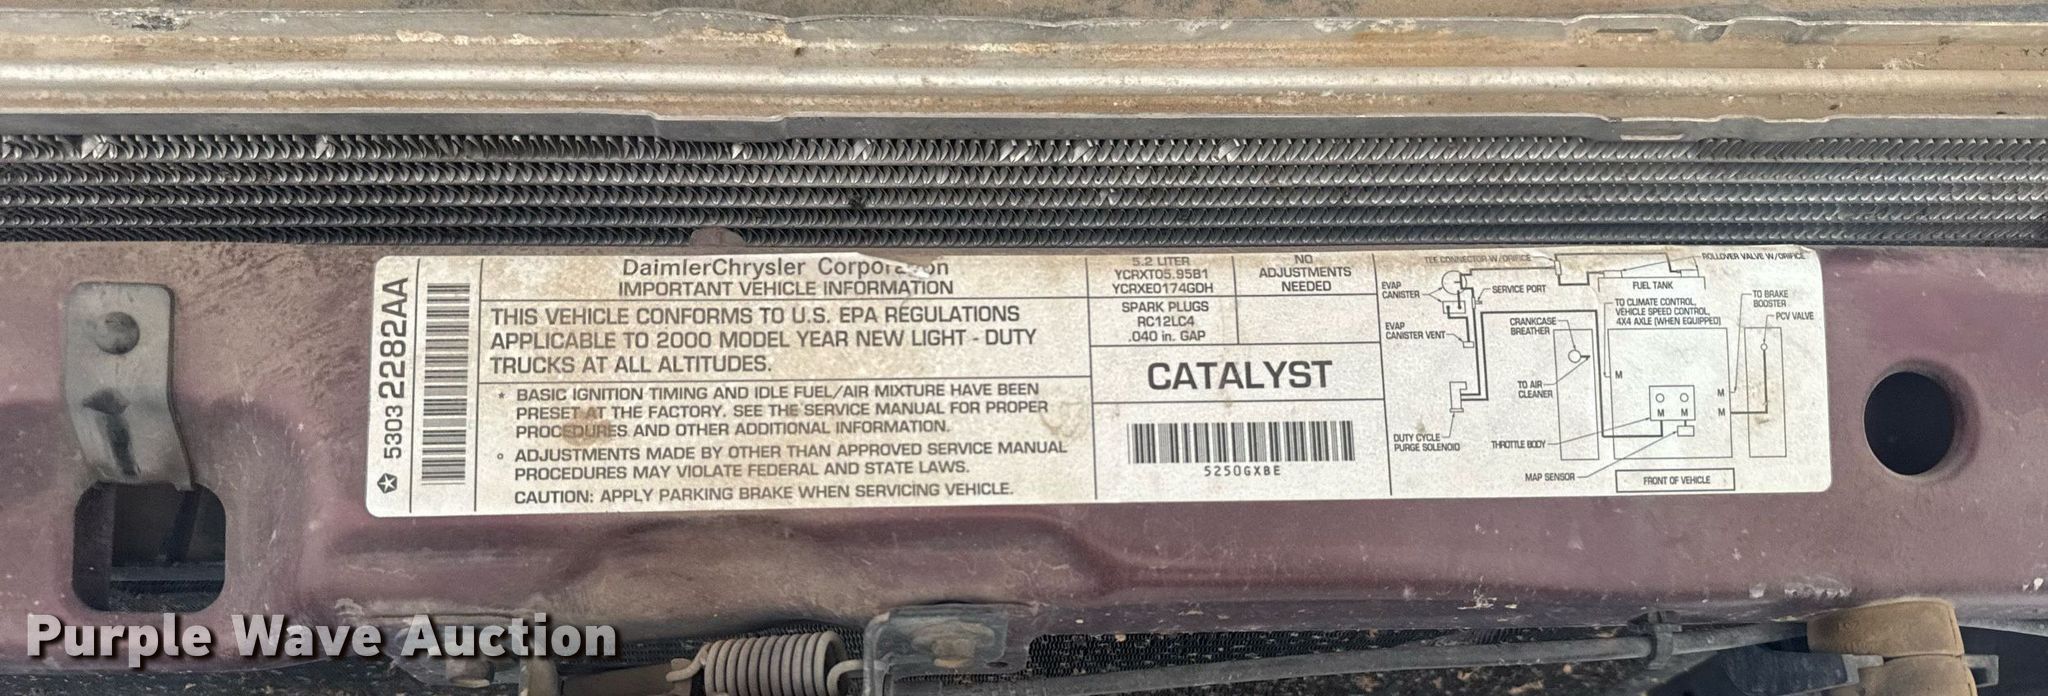 53032282AA
DaimlerChrysler Corporation
IMPORTANT VEHICLE INFORMATION
THIS VEHICLE CONFORMS TO U.S. EPA REGULATIONS
APPLICABLE TO 2000 MODEL YEAR NEW LIGHT - DUTY
TRUCKS AT ALL ALTITUDES.
* BASIC IGNITION TIMING AND IDLE FUEL/AIR MIXTURE HAVE BEEN
PRESET AT THE FACTORY. SEE THE SERVICE MANUAL FOR PROPER
PROCEDURES AND OTHER ADDITIONAL INFORMATION.
° ADJUSTMENTS MADE BY OTHER THAN APPROVED SERVICE MANUAL
PROCEDURES MAY VIOLATE FEDERAL AND STATE LAWS.
CAUTION: APPLY PARKING BRAKE WHEN SERVICING VEHICLE.
5.2 LITER
YCRXT05.95B1
YCRXE0174GDH
NO
ADJUSTMENTS
NEEDED
SPARK PLUGS
RC12LC4
.040 in. GAP
CATALYST
5250GXBE
TEE CONNECTOR W/ORIFICE
ROLLOVER VALVE W/ORIFICE
EVAP
CANISTER
SERVICE PORT
FUEL TANK
TO CLIMATE CONTROL,
VEHICLE SPEED CONTROL,
4X4 AXLE (WHEN EQUIPPED)
TO BRAKE
BOOSTER
PCV VALVE
EVAP
CANISTER VENT
CRANKCASE
BREATHER
M
TO AIR
CLEANER
M
M M
M
DUTY CYCLE
PURGE SOLENOID
THROTTLE BODY
MAP SENSOR
FRONT OF VEHICLE
Purple Wave Auction